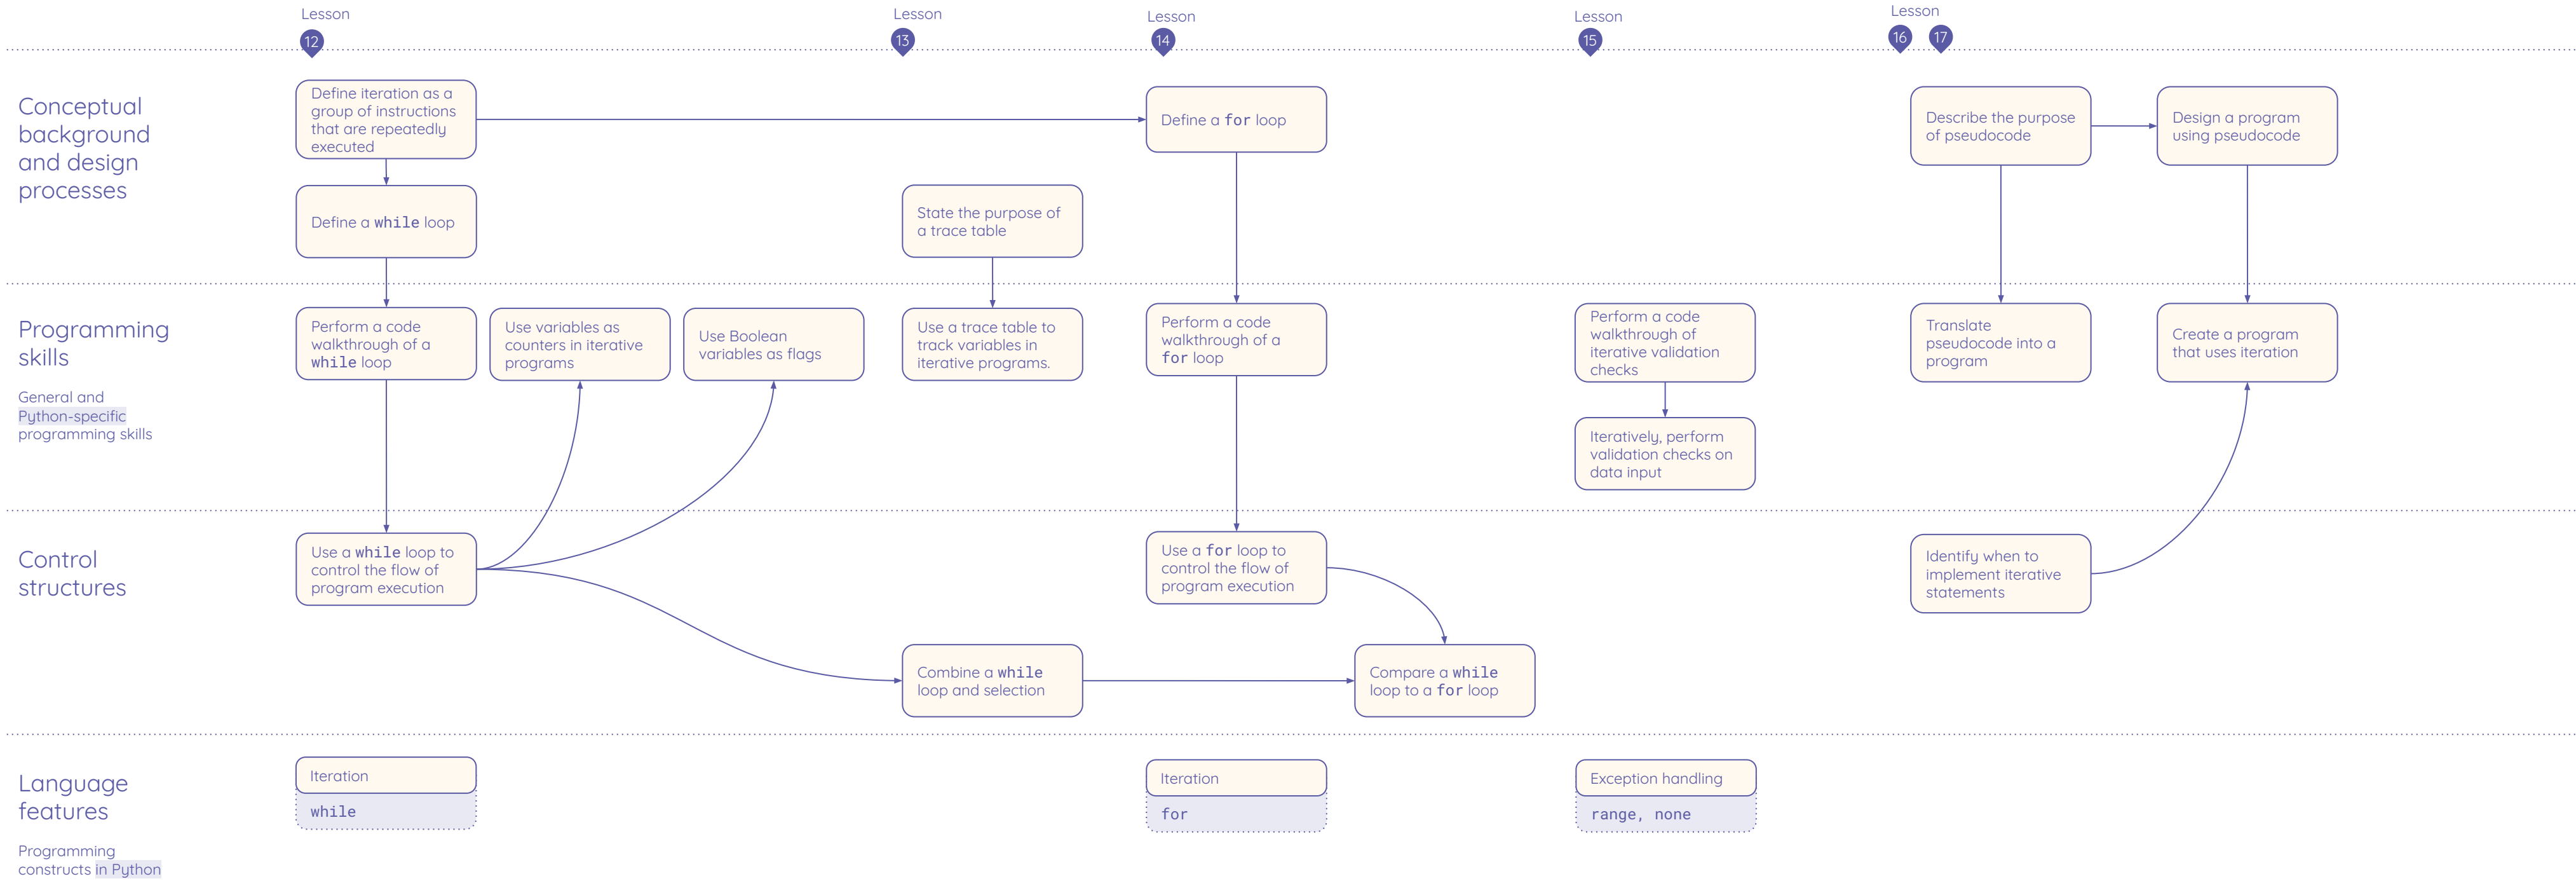 Lesson
12
Lesson
13
Lesson
14
Lesson
15
Lesson
16 17
Conceptual
background
and design
processes
Define iteration as a
group of instructions
that are repeatedly
executed
Define a for loop
Describe the purpose
of pseudocode
Design a program
using pseudocode
Define a while loop
State the purpose of
a trace table
Programming
skills
General and
Python-specific
programming skills
Perform a code
walkthrough of a
while loop
Use variables as
counters in iterative
programs
Use Boolean
variables as flags
Use a trace table to
track variables in
iterative programs.
Perform a code
walkthrough of a
for loop
Perform a code
walkthrough of
iterative validation
checks
Translate
pseudocode into a
program
Create a program
that uses iteration
Iteratively, perform
validation checks on
data input
Control
structures
Use a while loop to
control the flow of
program execution
Use a for loop to
control the flow of
program execution
Identify when to
implement iterative
statements
Combine a while
loop and selection
Compare a while
loop to a for loop
Language
features
Programming
constructs in Python
Iteration
while
Iteration
for
Exception handling
range, none